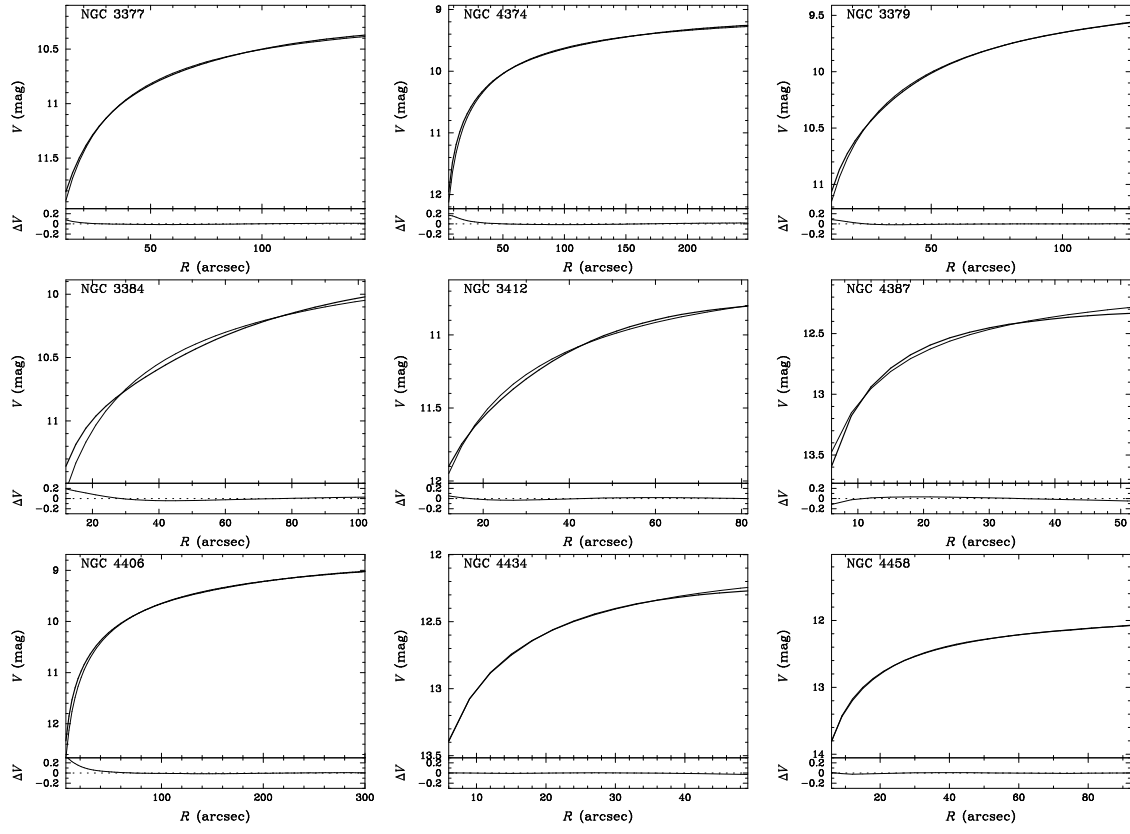 NGC 3377
10.5
11
11.5
V (mag)
0.2
0
−0.2
ΔV
50
100
R (arcsec)
NGC 4374
9
10
11
12
V (mag)
0.2
0
−0.2
ΔV
50
100
150
200
R (arcsec)
NGC 3379
9.5
10
10.5
11
V (mag)
0.2
0
−0.2
ΔV
50
100
R (arcsec)
NGC 3384
10
10.5
11
V (mag)
0.2
0
−0.2
ΔV
20
40
60
80
100
R (arcsec)
NGC 3412
11
11.5
12
V (mag)
0.2
0
−0.2
ΔV
20
40
60
80
R (arcsec)
NGC 4387
12.5
13
13.5
V (mag)
0.2
0
−0.2
ΔV
10
20
30
40
50
R (arcsec)
NGC 4406
9
10
11
12
V (mag)
0.2
0
−0.2
ΔV
100
200
300
R (arcsec)
NGC 4434
12
12.5
13
13.5
V (mag)
0.2
0
−0.2
ΔV
10
20
30
40
R (arcsec)
NGC 4458
12
13
14
V (mag)
0.2
0
−0.2
ΔV
20
40
60
80
R (arcsec)